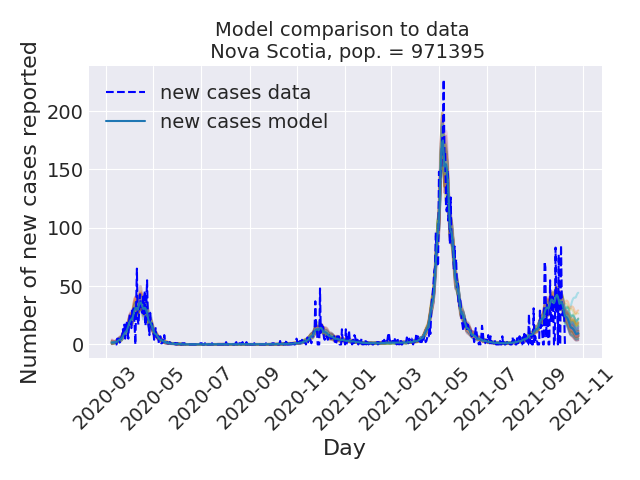 Model comparison to data
Nova Scotia, pop. = 971395
Number of new cases reported
new cases data
new cases model
200
150
100
50
0
2020-03
2020-05
2020-07
2020-09
2020-11
2021-01
2021-03
2021-05
2021-07
2021-09
2021-11
Day